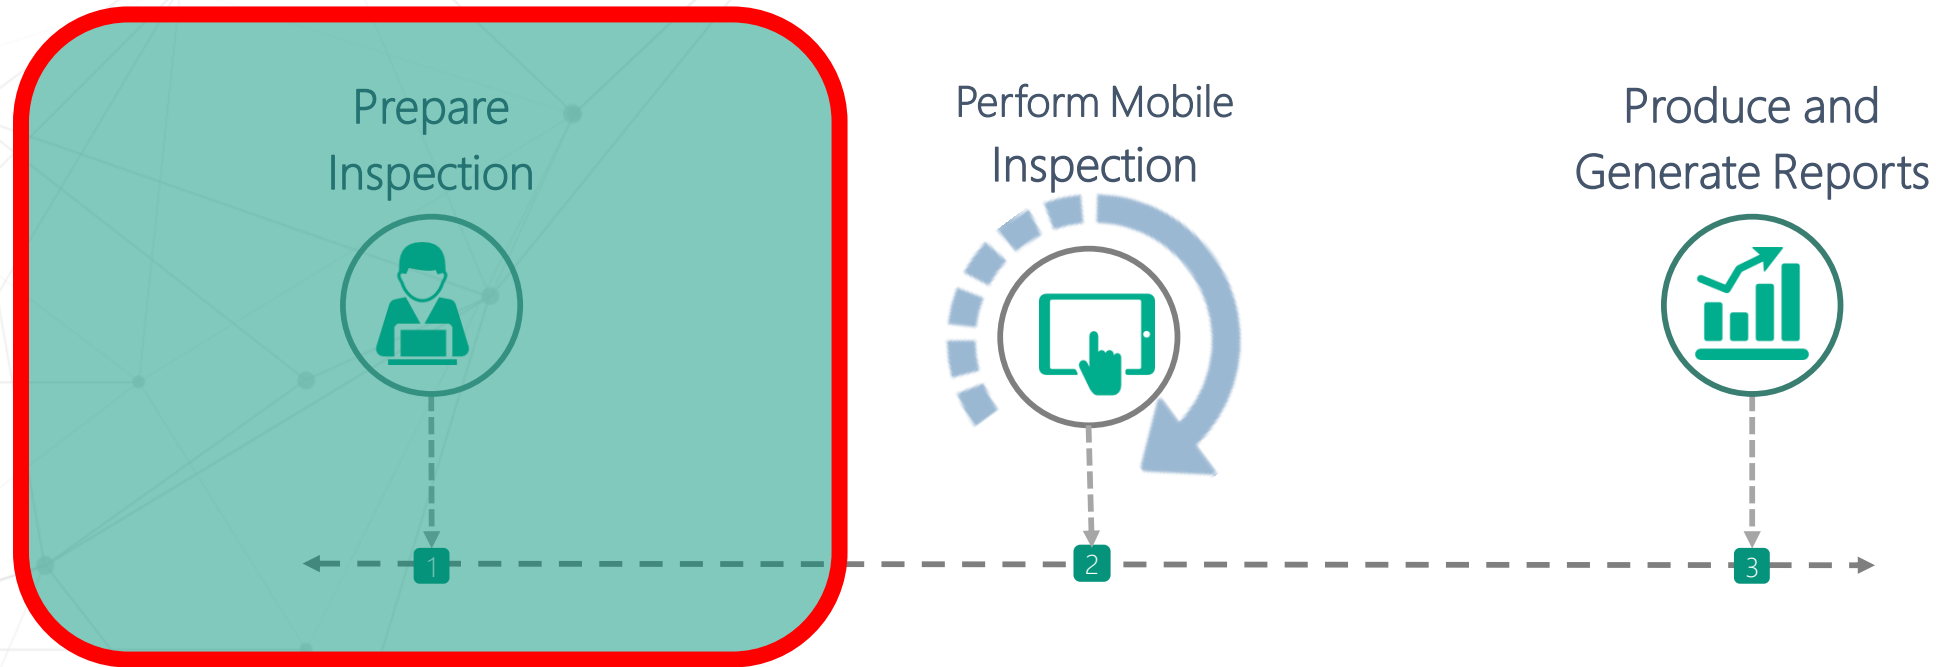 Prepare
Inspection
Perform Mobile
Inspection
Produce and
Generate Reports
1
2
3